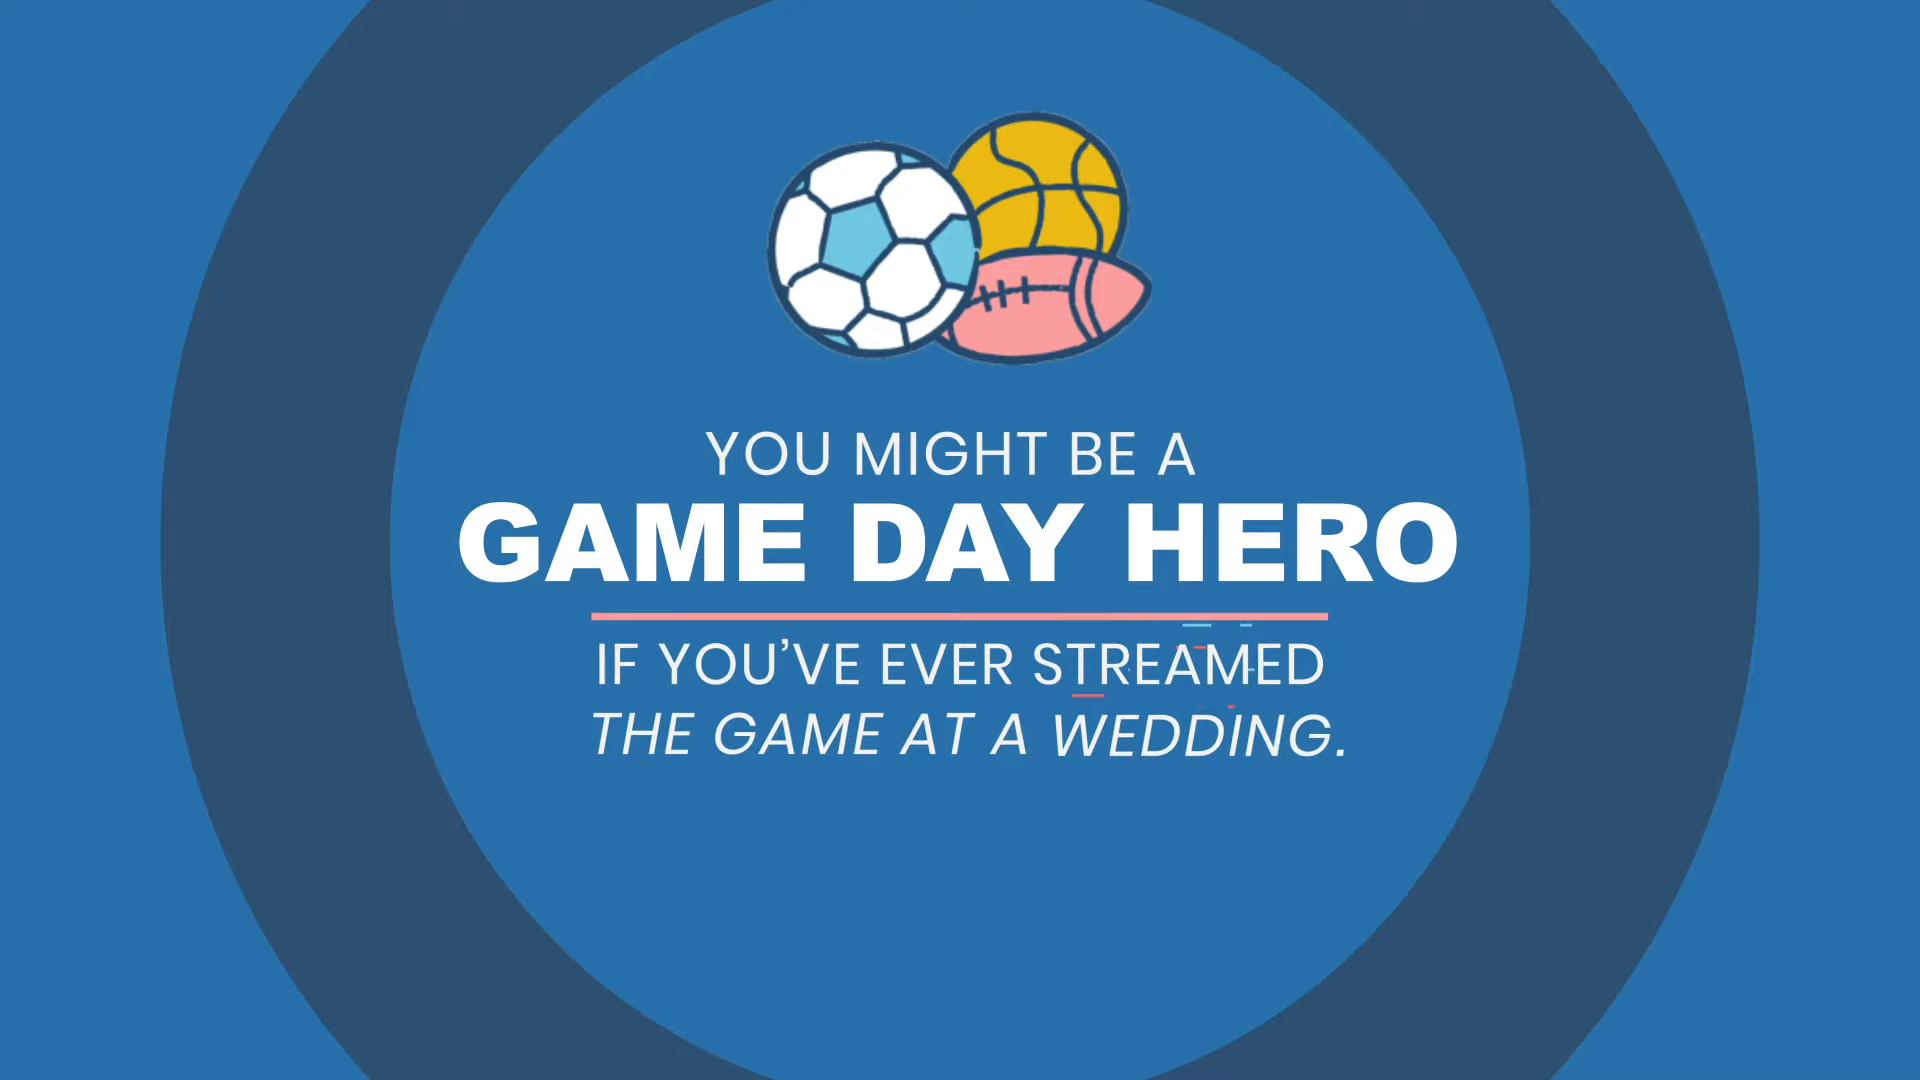 YOU MIGHT BE A
GAME DAY HERO
IF YOU’VE EVER STREAMED
THE GAME AT A WEDDING.